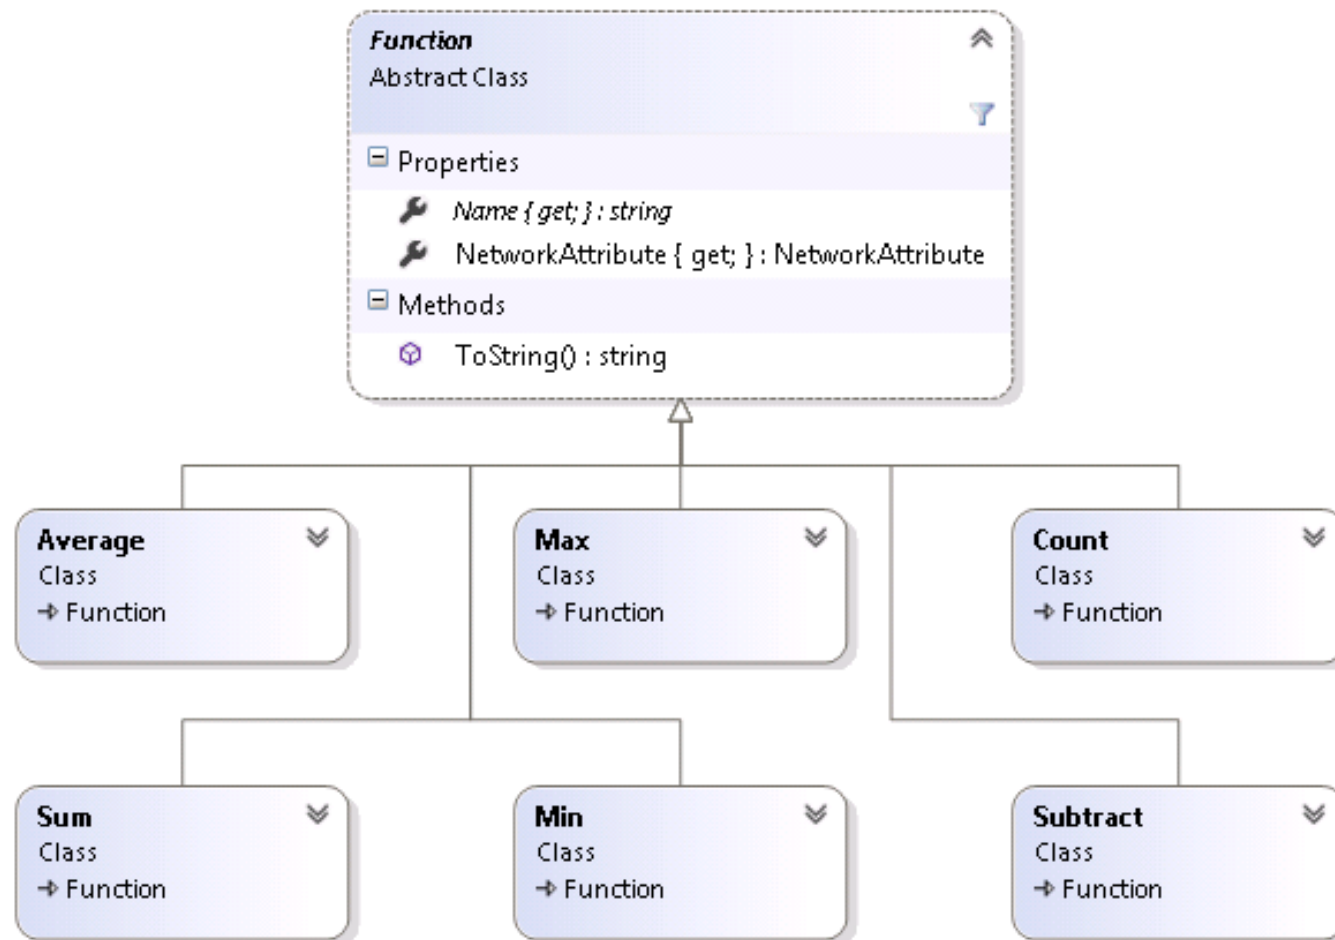 Function
Abstract Class
Properties
Name { get; } : string
NetworkAttribute { get; } : NetworkAttribute
Methods
ToString() : string
Average
Class
Function
Max
Class
Function
Count
Class
Function
Sum
Class
Function
Min
Class
Function
Subtract
Class
Function